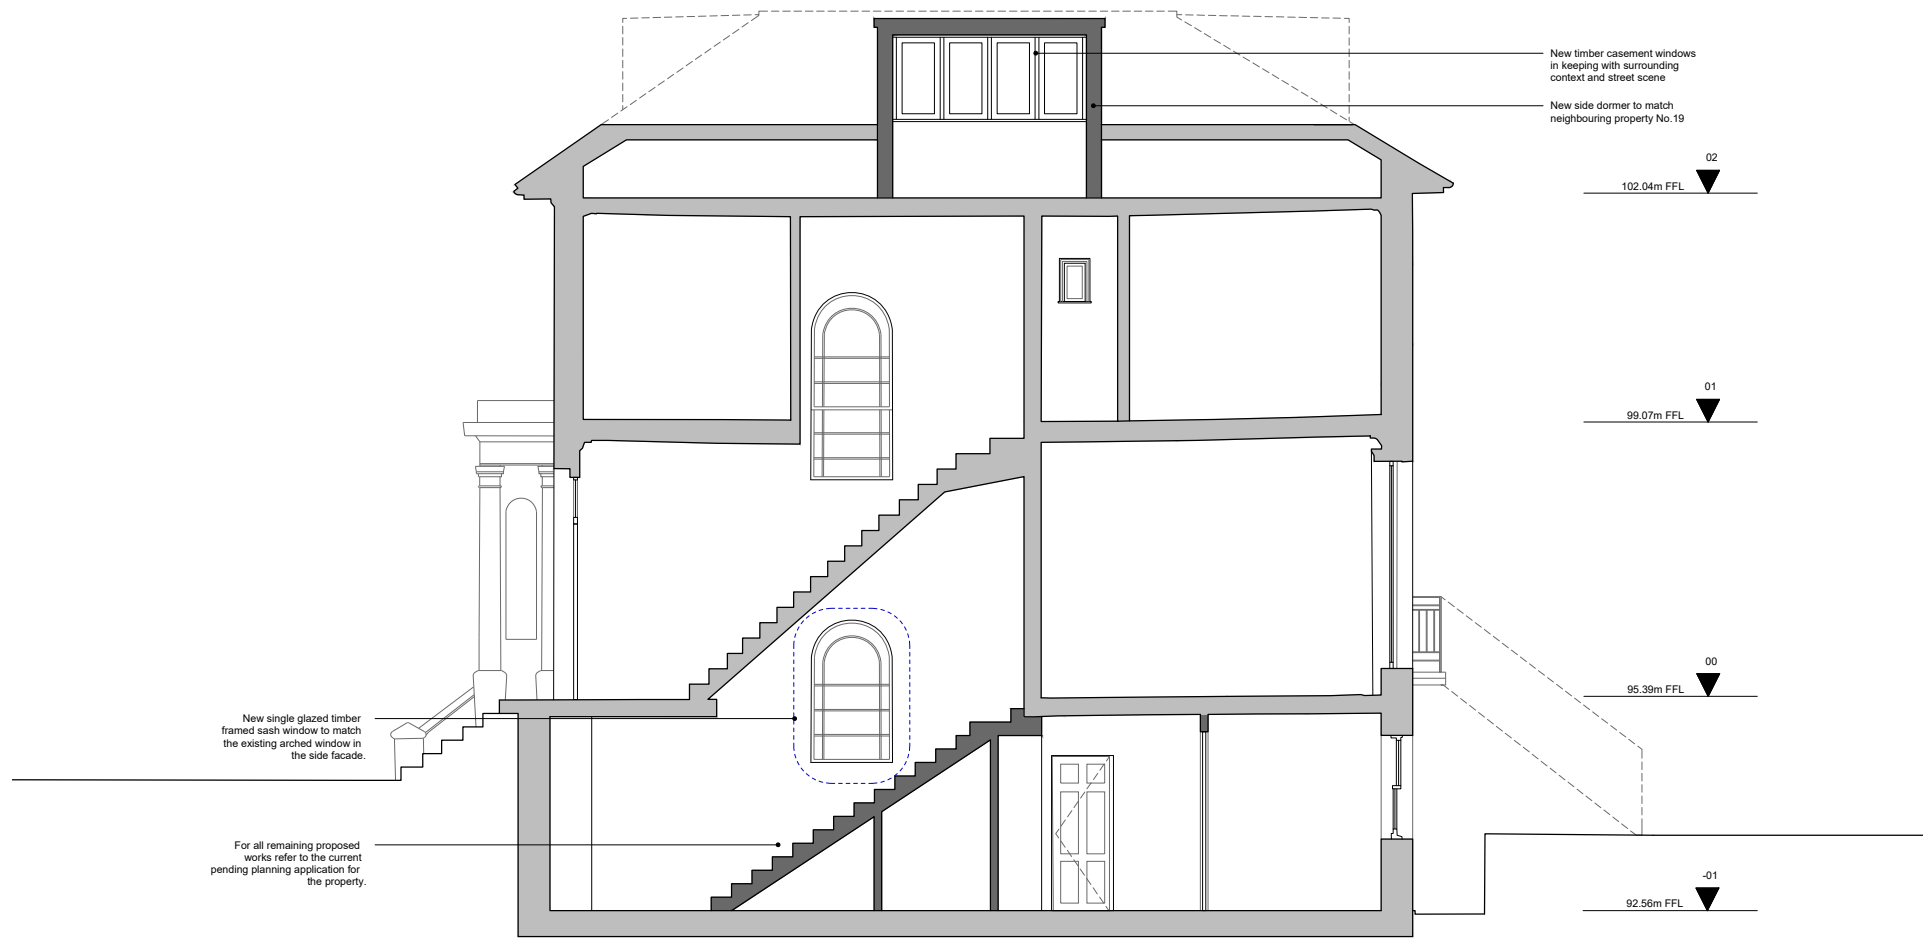 New timber casement windows
in keeping with surrounding
context and street scene
New side dormer to match
neighbouring property No.19
02
102.04m FFL
01
99.07m FFL
00
95.39m FFL
New single glazed timber
framed sash window to match
the existing arched window in
the side facade.
For all remaining proposed
works refer to the current
pending planning application for
the property.
-01
92.56m FFL